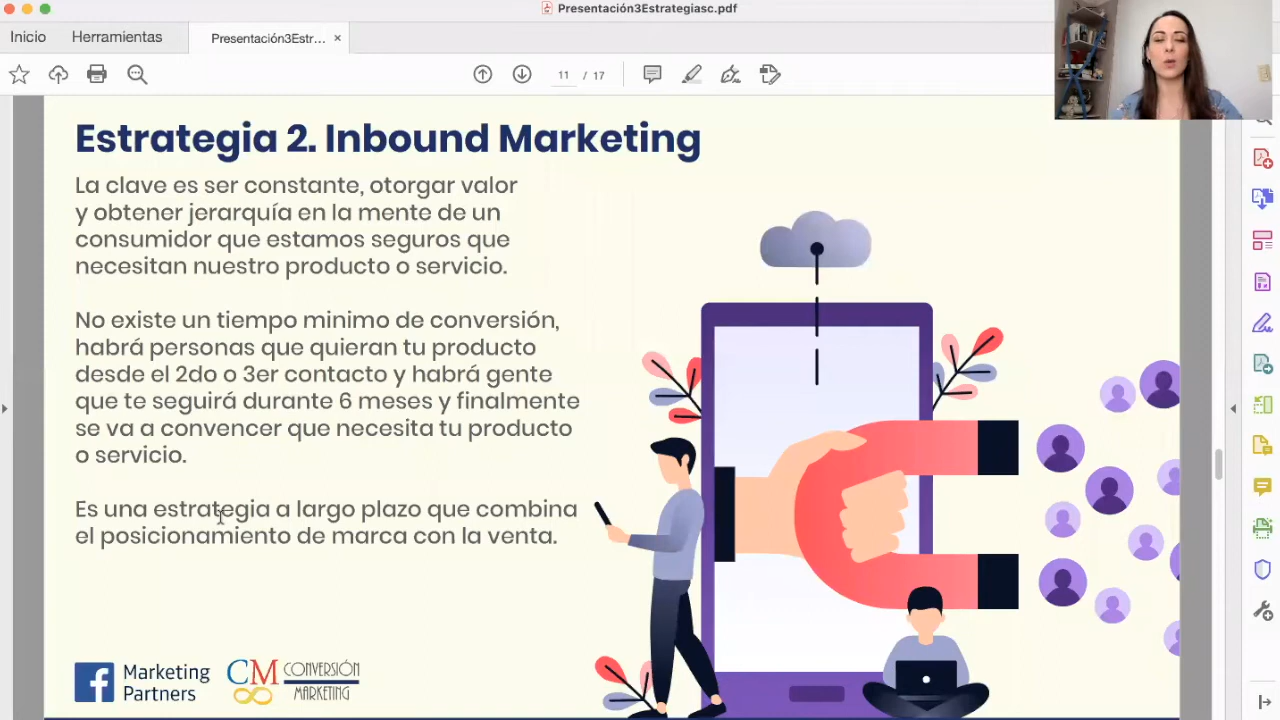 Presentación3Estrategiasc.pdf
Inicio
Herramientas
Presentación3Estr...
11 / 17
Estrategia 2. Inbound Marketing
La clave es ser constante, otorgar valor
y obtener jerarquía en la mente de un
consumidor que estamos seguros que
necesitan nuestro producto o servicio.
No existe un tiempo minimo de conversión,
habrá personas que quieran tu producto
desde el 2do o 3er contacto y habrá gente
que te seguirá durante 6 meses y finalmente
se va a convencer que necesita tu producto
o servicio.
Es una estrategia a largo plazo que combina
el posicionamiento de marca con la venta.
Marketing
Partners
CM
CONVERSIÓN
MARKETING